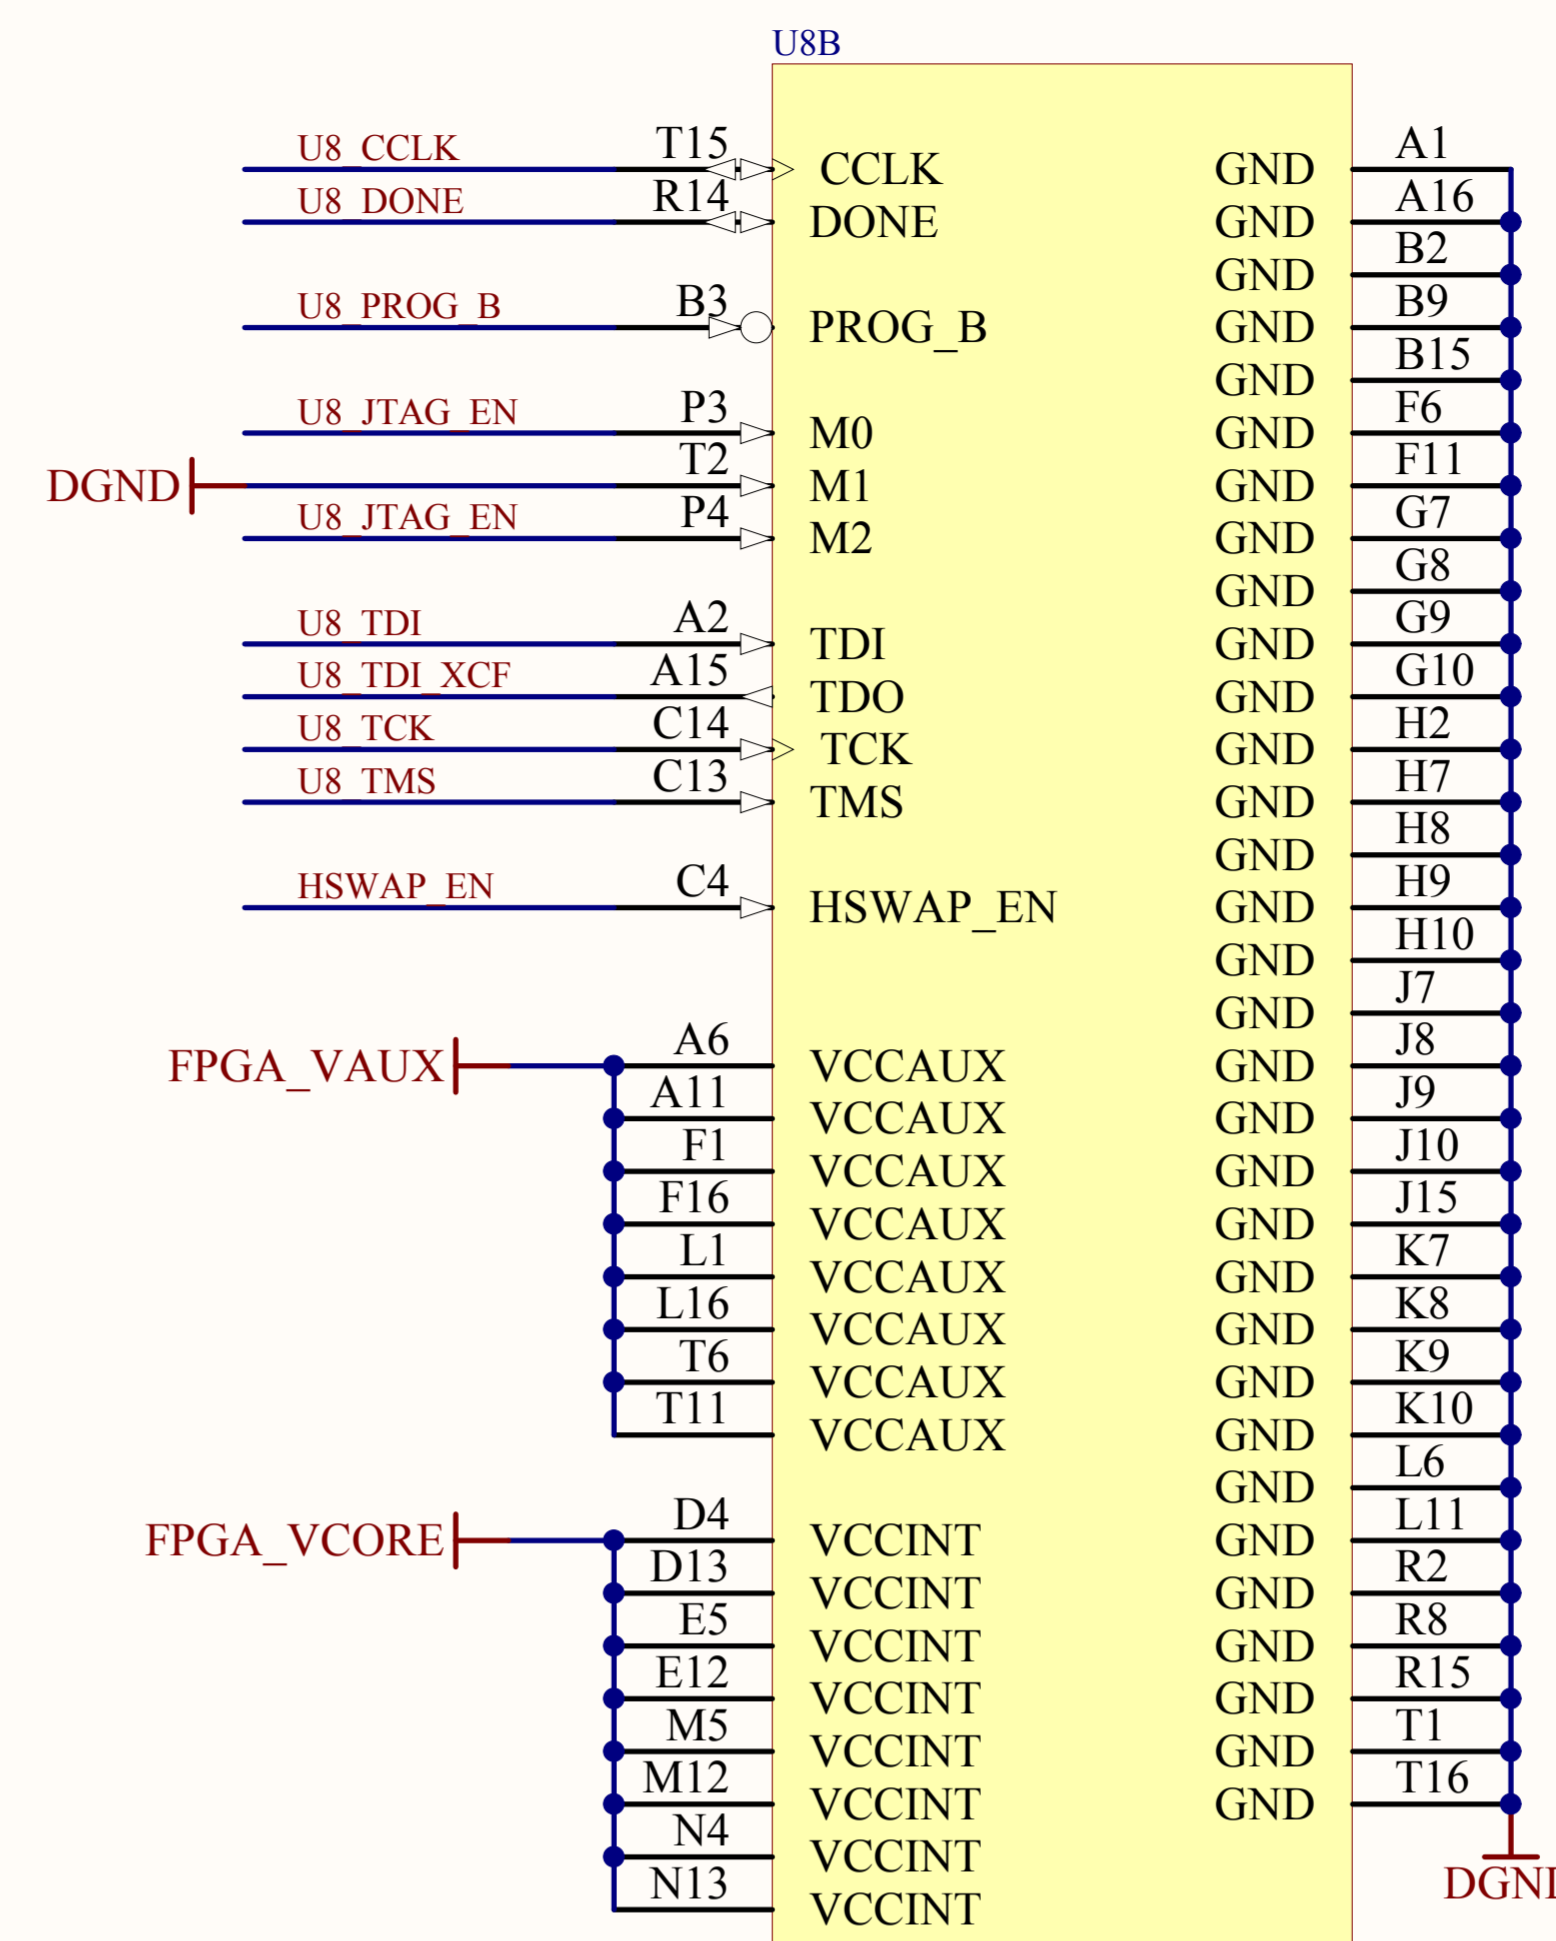 U8B
U8_CCLK T15 CCLK GND A1
U8_DONE R14 DONE GND A16
GND B2
U8_PROG_B B3 PROG_B GND B9
GND B15
U8_JTAG_EN P3 M0 GND F6
DGND T2 M1 GND F11
U8_JTAG_EN P4 M2 GND G7
GND G8
U8_TDI A2 TDI GND G9
U8_TDI_XCF A15 TDO GND G10
U8_TCK C14 TCK GND H2
U8_TMS C13 TMS GND H7
GND H8
HSWAP_EN C4 HSWAP_EN GND H9
GND H10
GND J7
FPGA_VAUX A6 VCCAUX GND J8
A11 VCCAUX GND J9
F1 VCCAUX GND J10
F16 VCCAUX GND J15
L1 VCCAUX GND K7
L16 VCCAUX GND K8
T6 VCCAUX GND K9
T11 VCCAUX GND K10
GND L6
FPGA_VCORE D4 VCCINT GND L11
D13 VCCINT GND R2
E5 VCCINT GND R8
E12 VCCINT GND R15
M5 VCCINT GND T1
M12 VCCINT GND T16
N4 VCCINT
N13 VCCINT